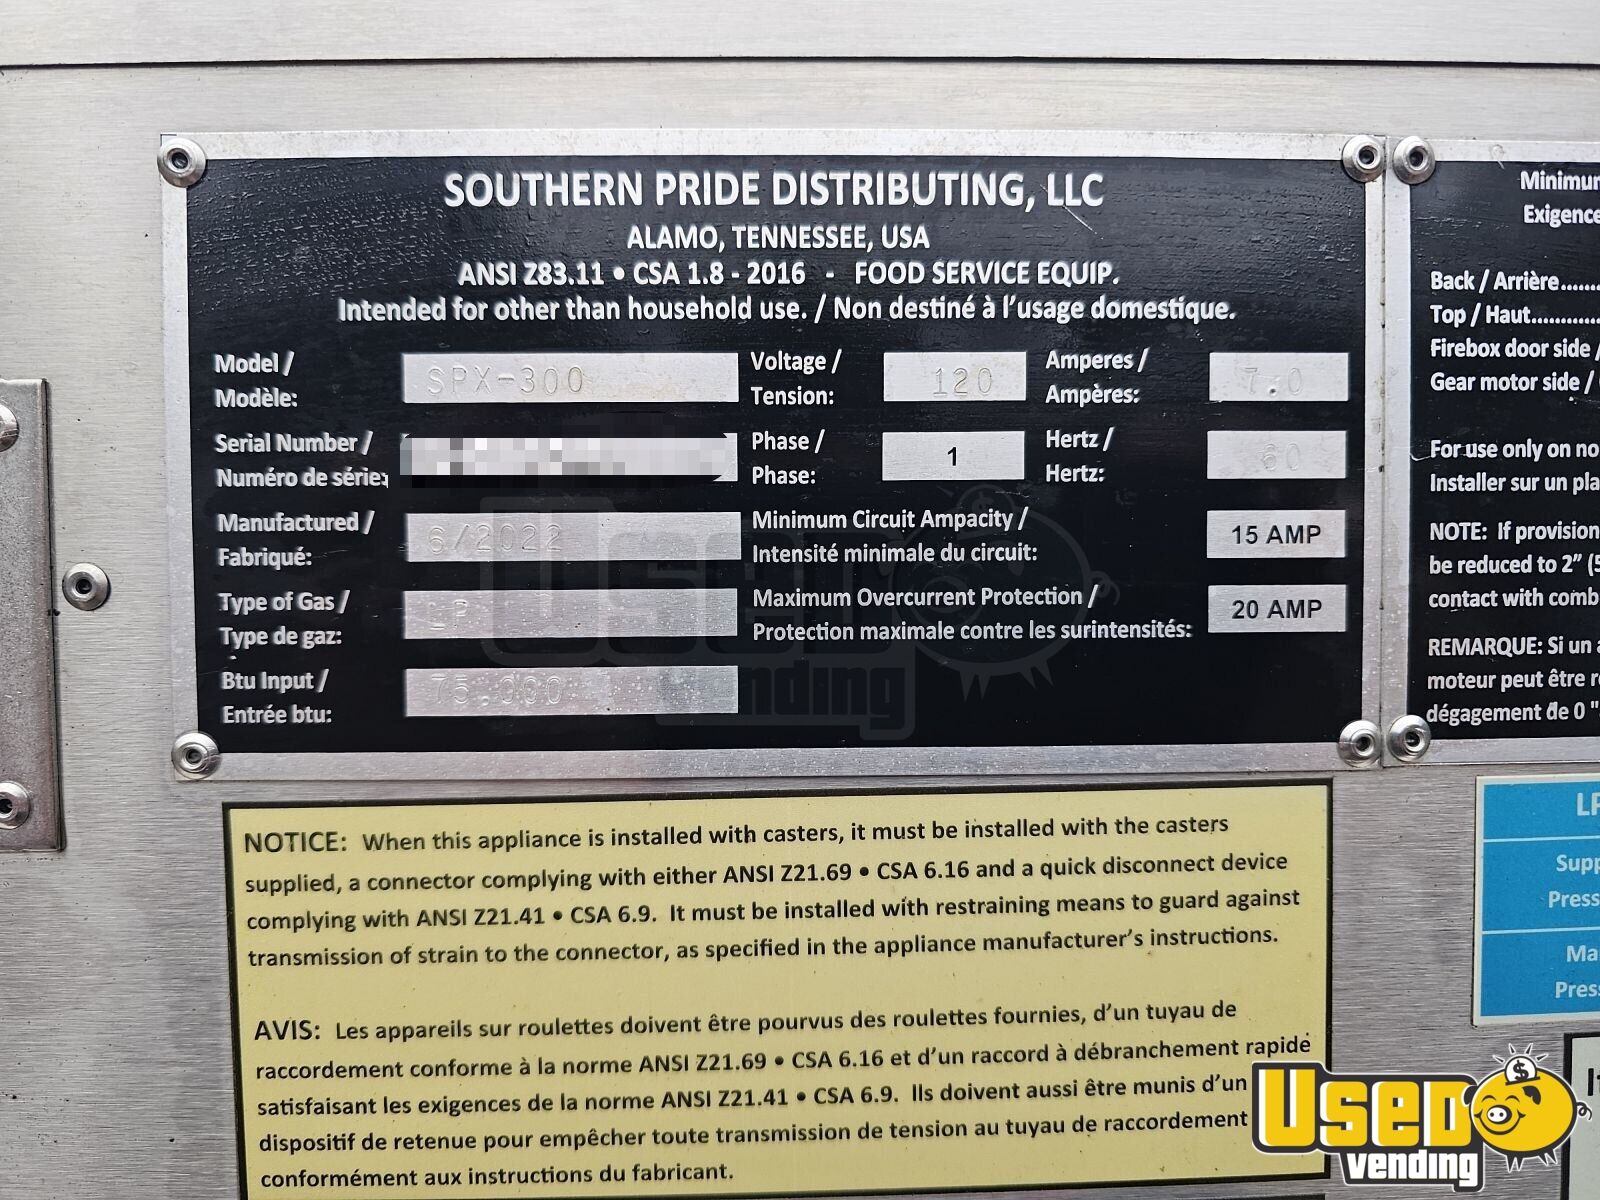 SOUTHERN PRIDE DISTRIBUTING, LLC
ALAMO, TENNESSEE, USA
ANSI Z83.11 • CSA 1.8 - 2016 - FOOD SERVICE EQUIP.
Intended for other than household use. / Non destiné à l'usage domestique.
Model / Modèle: SPX-300
Voltage / Tension: 120
Amperes / Ampères: 7.0
Serial Number / Numéro de série:
Phase / Phase: 1
Hertz / Hertz: 60
Manufactured / Fabriqué: 6/2022
Minimum Circuit Ampacity / Intensité minimale du circuit: 15 AMP
Type of Gas / Type de gaz: LP
Maximum Overcurrent Protection / Protection maximale contre les surintensités: 20 AMP
Btu Input / Entrée btu: 75,000
Back / Arrière
Top / Haut
Firebox door side /
Gear motor side /
For use only on
Installer sur un
NOTE: If
be reduced to 2"
contact with
REMARQUE: Si un
moteur peut être
dégagement de 0 "
NOTICE: When this appliance is installed with casters, it must be installed with the casters
supplied, a connector complying with either ANSI Z21.69 • CSA 6.16 and a quick disconnect device
complying with ANSI Z21.41 • CSA 6.9. It must be installed with restraining means to guard against
transmission of strain to the connector, as specified in the appliance manufacturer's instructions.
AVIS: Les appareils sur roulettes doivent être pourvus des roulettes fournies, d'un tuyau de
raccordement conforme à la norme ANSI Z21.69 • CSA 6.16 et d'un raccord à débranchement rapide
satisfaisant les exigences de la norme ANSI Z21.41 • CSA 6.9. Ils doivent aussi être munis d'un
dispositif de retenue pour empêcher toute transmission de tension au tuyau de raccordement
conformément aux instructions du fabricant.
USED
vending